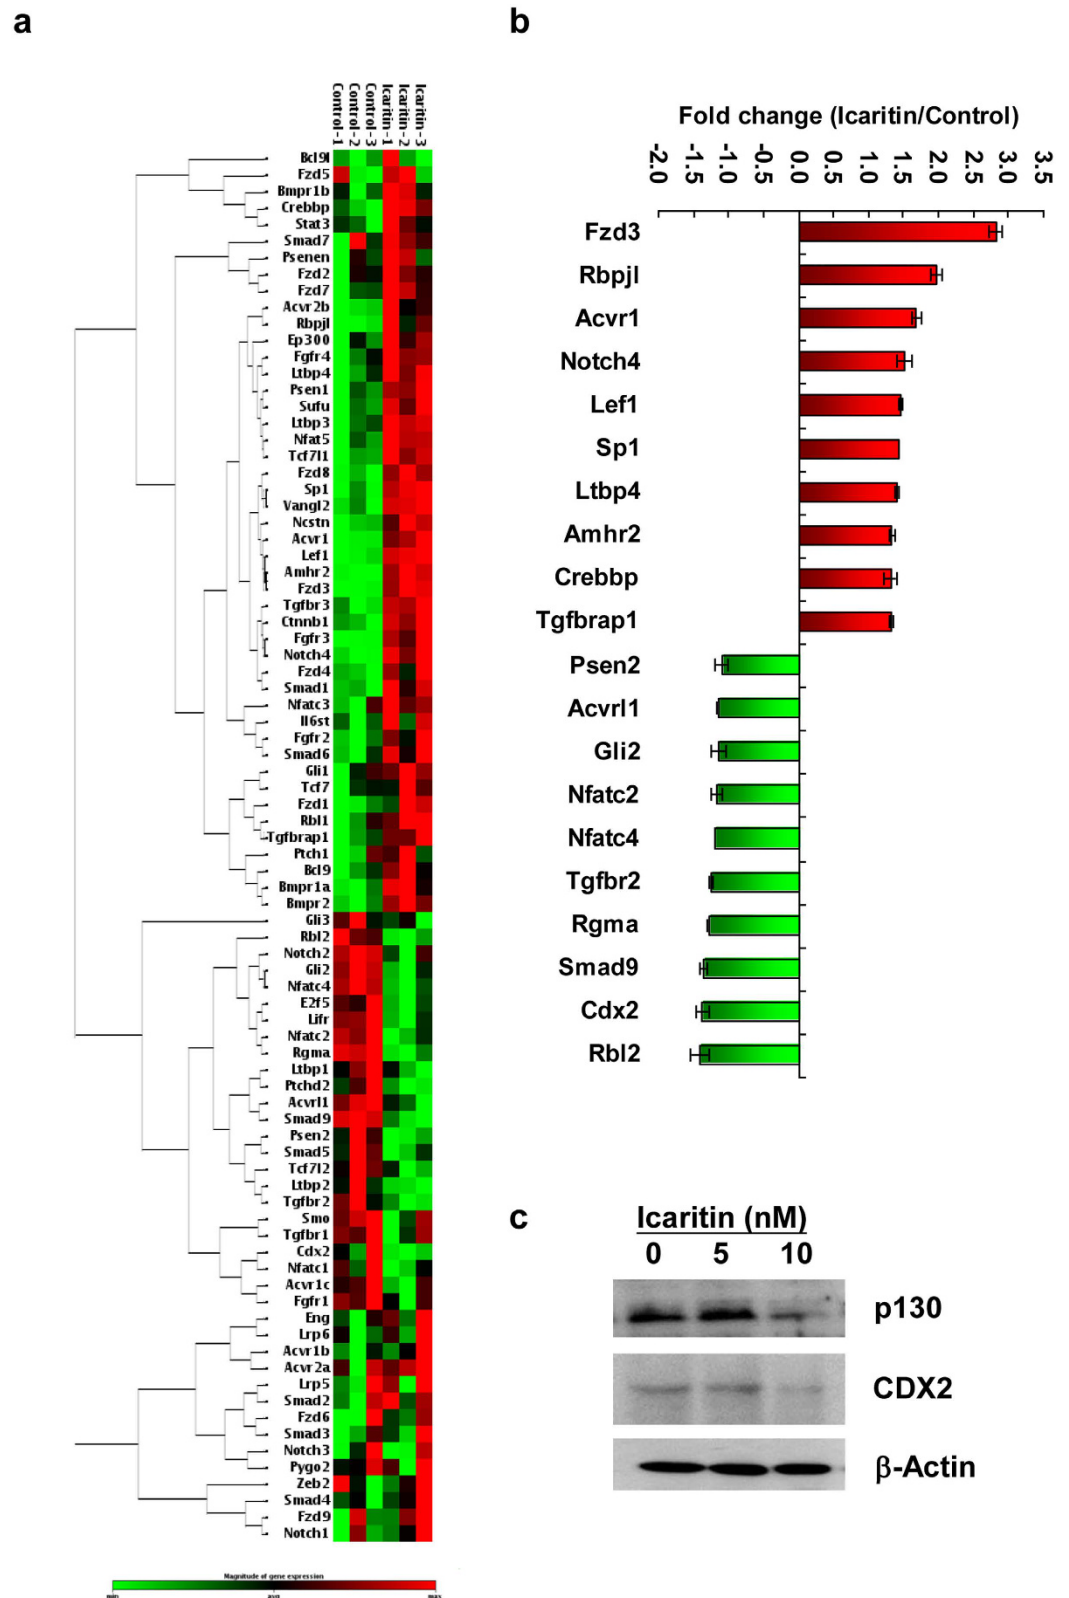 a
b
Control-1
Control-2
Control-3
Icaritin-1
Icaritin-2
Icaritin-3
Bcl9l
Fzd5
Bmpr1b
Crebbp
Stat3
Smad7
Psenen
Fzd2
Fzd7
Acvr2b
Rbpjl
Ep300
Fgfr4
Ltbp4
Psen1
Sufu
Ltbp3
Nfat5
Tcf7l1
Fzd8
Sp1
Vangl2
Ncstn
Acvr1
Lef1
Amhr2
Fzd3
Tgfbr3
Ctnnb1
Fgfr3
Notch4
Fzd4
Smad1
Nfatc3
Il6st
Fgfr2
Smad6
Gli1
Tcf7
Fzd1
Rbl1
Tgfbrap1
Ptch1
Bcl9
Bmpr1a
Bmpr2
Gli3
Rbl2
Notch2
Gli2
Nfatc4
E2f5
Lifr
Nfatc2
Rgma
Ltbp1
Ptchd2
Acvrl1
Smad9
Psen2
Smad5
Tcf7l2
Ltbp2
Tgfbr2
Smo
Tgfbr1
Cdx2
Nfatc1
Acvr1c
Fgfr1
Eng
Lrp6
Acvr1b
Acvr2a
Lrp5
Smad2
Fzd6
Smad3
Notch3
Pygo2
Zeb2
Smad4
Fzd9
Notch1
Magnitude of gene expression
min avg max
Fold change (Icaritin/Control)
-2.0 -1.5 -1.0 -0.5 0.0 0.5 1.0 1.5 2.0 2.5 3.0 3.5
Fzd3
Rbpjl
Acvr1
Notch4
Lef1
Sp1
Ltbp4
Amhr2
Crebbp
Tgfbrap1
Psen2
Acvrl1
Gli2
Nfatc2
Nfatc4
Tgfbr2
Rgma
Smad9
Cdx2
Rbl2
c
Icaritin (nM)
0 5 10
p130
CDX2
β-Actin